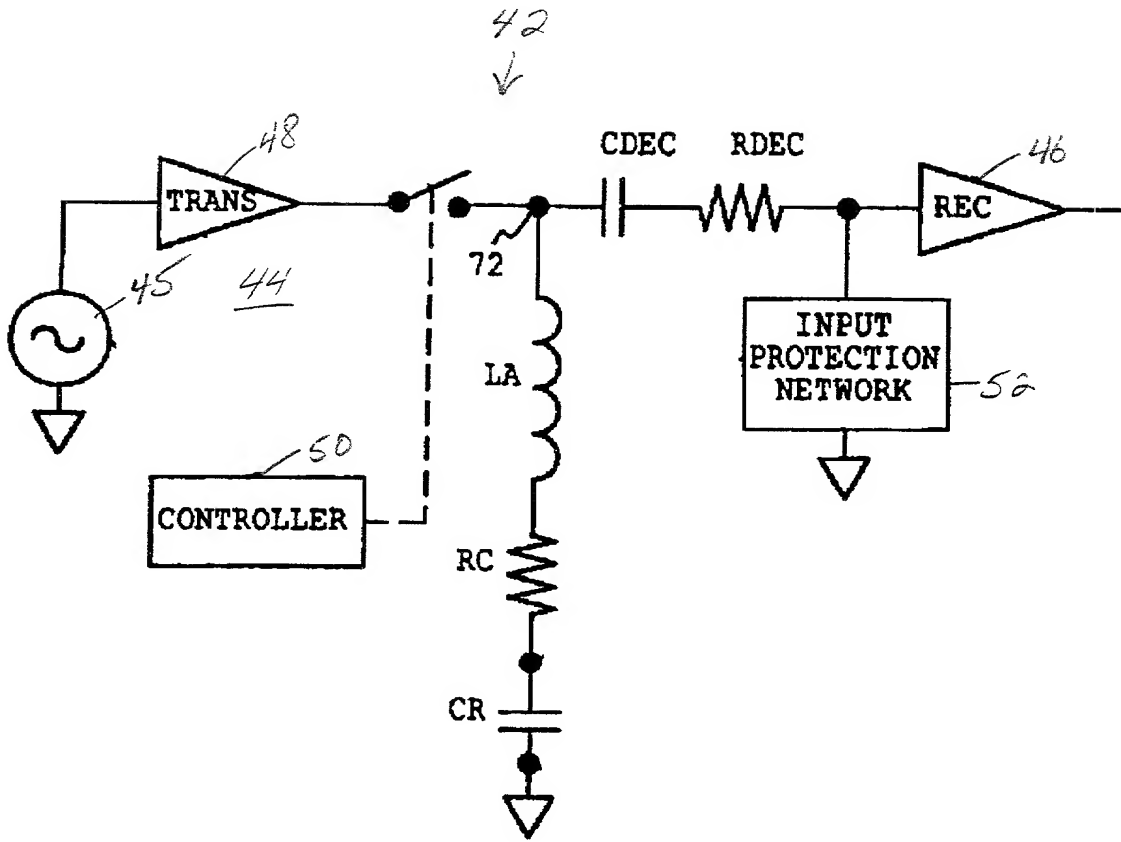 42
48
CDEC
RDEC
46
TRANS
REC
72
45
44
INPUT
PROTECTION
NETWORK
52
LA
50
CONTROLLER
RC
CR